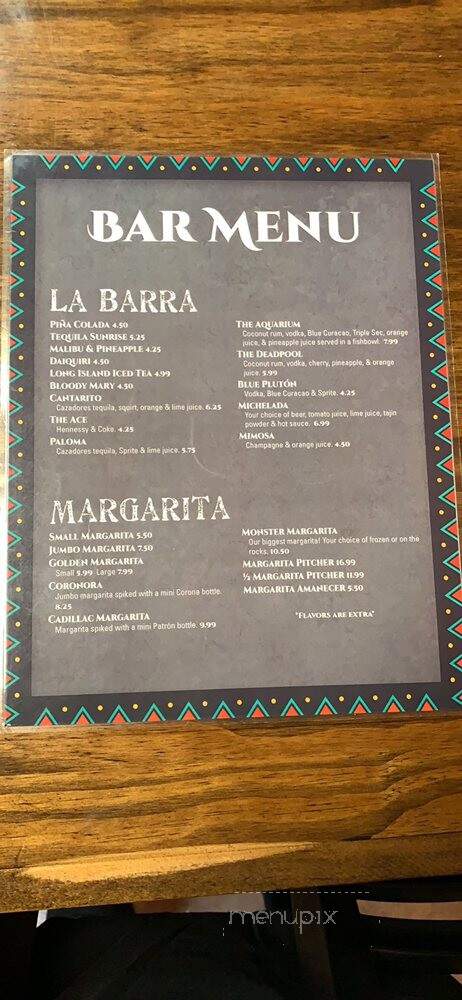 BAR MENU
LA BARRA
PIÑA COLADA 4.50
TEQUILA SUNRISE 5.25
MALIBU & PINEAPPLE 4.25
DAIQUIRI 4.50
LONG ISLAND ICED TEA 4.99
BLOODY MARY 4.50
CANTARITO
Cazadores tequila, squirt, orange & lime juice. 6.25
THE ACE
Hennessy & Coke. 4.25
PALOMA
Cazadores tequila, Sprite & lime juice. 5.75
THE AQUARIUM
Coconut rum, vodka, Blue Curacao, Triple Sec, orange
juice, & pineapple juice served in a fishbowl. 7.99
THE DEADPOOL
Coconut rum, vodka, cherry, pineapple, & orange
juice. 5.99
BLUE PLUTÓN
Vodka, Blue Curacao & Sprite. 4.25
MICHELADA
Your choice of beer, tomato juice, lime juice, tajin
powder & hot sauce. 6.99
MIMOSA
Champagne & orange juice. 4.50
MARGARITA
SMALL MARGARITA 5.50
JUMBO MARGARITA 7.50
GOLDEN MARGARITA
Small 5.99 Large 7.99
CORONORA
Jumbo margarita spiked with a mini Corona bottle.
8.25
CADILLAC MARGARITA
Margarita spiked with a mini Patrón bottle. 9.99
MONSTER MARGARITA
Our biggest margarita! Your choice of frozen or on the
rocks. 10.50
MARGARITA PITCHER 16.99
½ MARGARITA PITCHER 11.99
MARGARITA AMANECER 5.50
*FLAVORS ARE EXTRA*
menupix